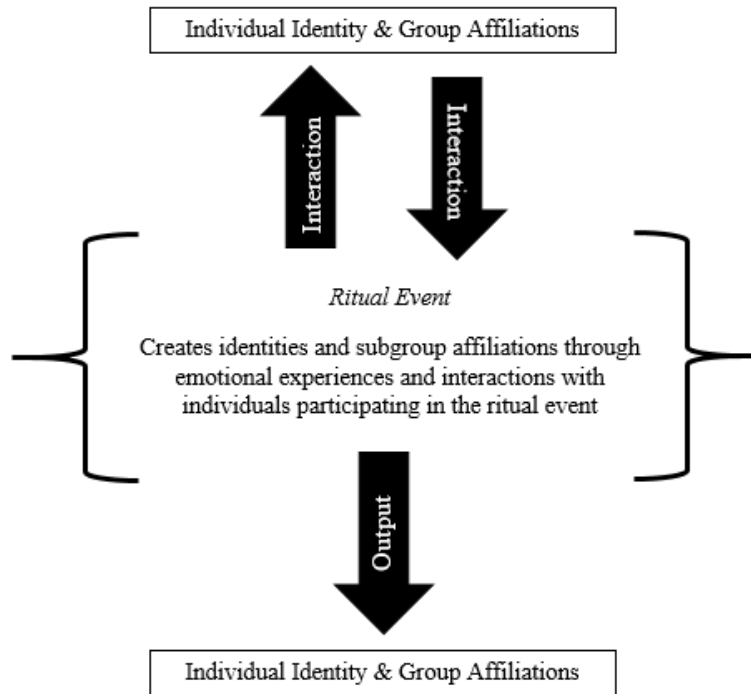 Individual Identity & Group Affiliations
Interaction
Interaction
Ritual Event
Creates identities and subgroup affiliations through
emotional experiences and interactions with
individuals participating in the ritual event
Output
Individual Identity & Group Affiliations